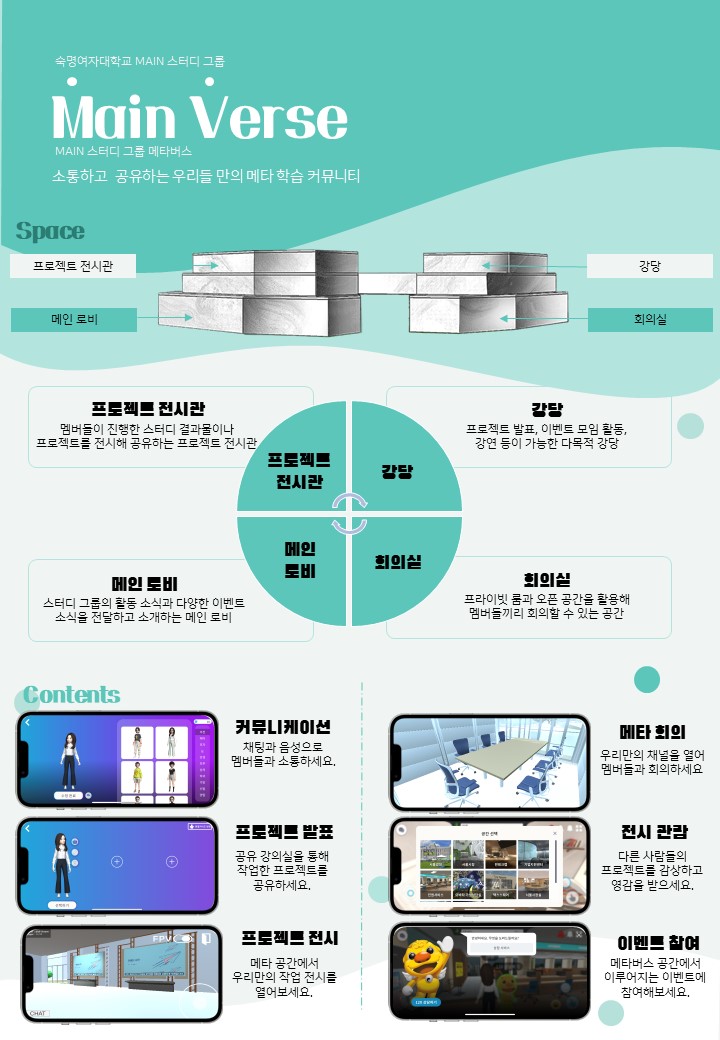 숙명여자대학교 MAIN 스터디 그룹
Main Verse
MAIN 스터디 그룹 메타버스
소통하고 공유하는 우리들 만의 메타 학습 커뮤니티
Space
프로젝트 전시관
강당
메인 로비
회의실
프로젝트 전시관
멤버들이 진행한 스터디 결과물이나
프로젝트를 전시해 공유하는 프로젝트 전시관
강당
프로젝트 발표, 이벤트 모임 활동,
강연 등이 가능한 다목적 강당
프로젝트
전시관
강당
메인
로비
회의실
메인 로비
스터디 그룹의 활동 소식과 다양한 이벤트
소식을 전달하고 소개하는 메인 로비
회의실
프라이빗 룸과 오픈 공간을 활용해
멤버들끼리 회의할 수 있는 공간
Contents
커뮤니케이션
채팅과 음성으로
멤버들과 소통하세요.
프로젝트 발표
공유 강의실을 통해
작업한 프로젝트를
공유하세요.
FPV
CHAT
프로젝트 전시
메타 공간에서
우리만의 작업 전시를
열어보세요.
메타 회의
우리만의 채널을 열어
멤버들과 회의하세요
공간 선택
전시 관람
다른 사람들의
프로젝트를 감상하고
영감을 받으세요.
이벤트 참여
메타버스 공간에서
이루어지는 이벤트에
참여해보세요.